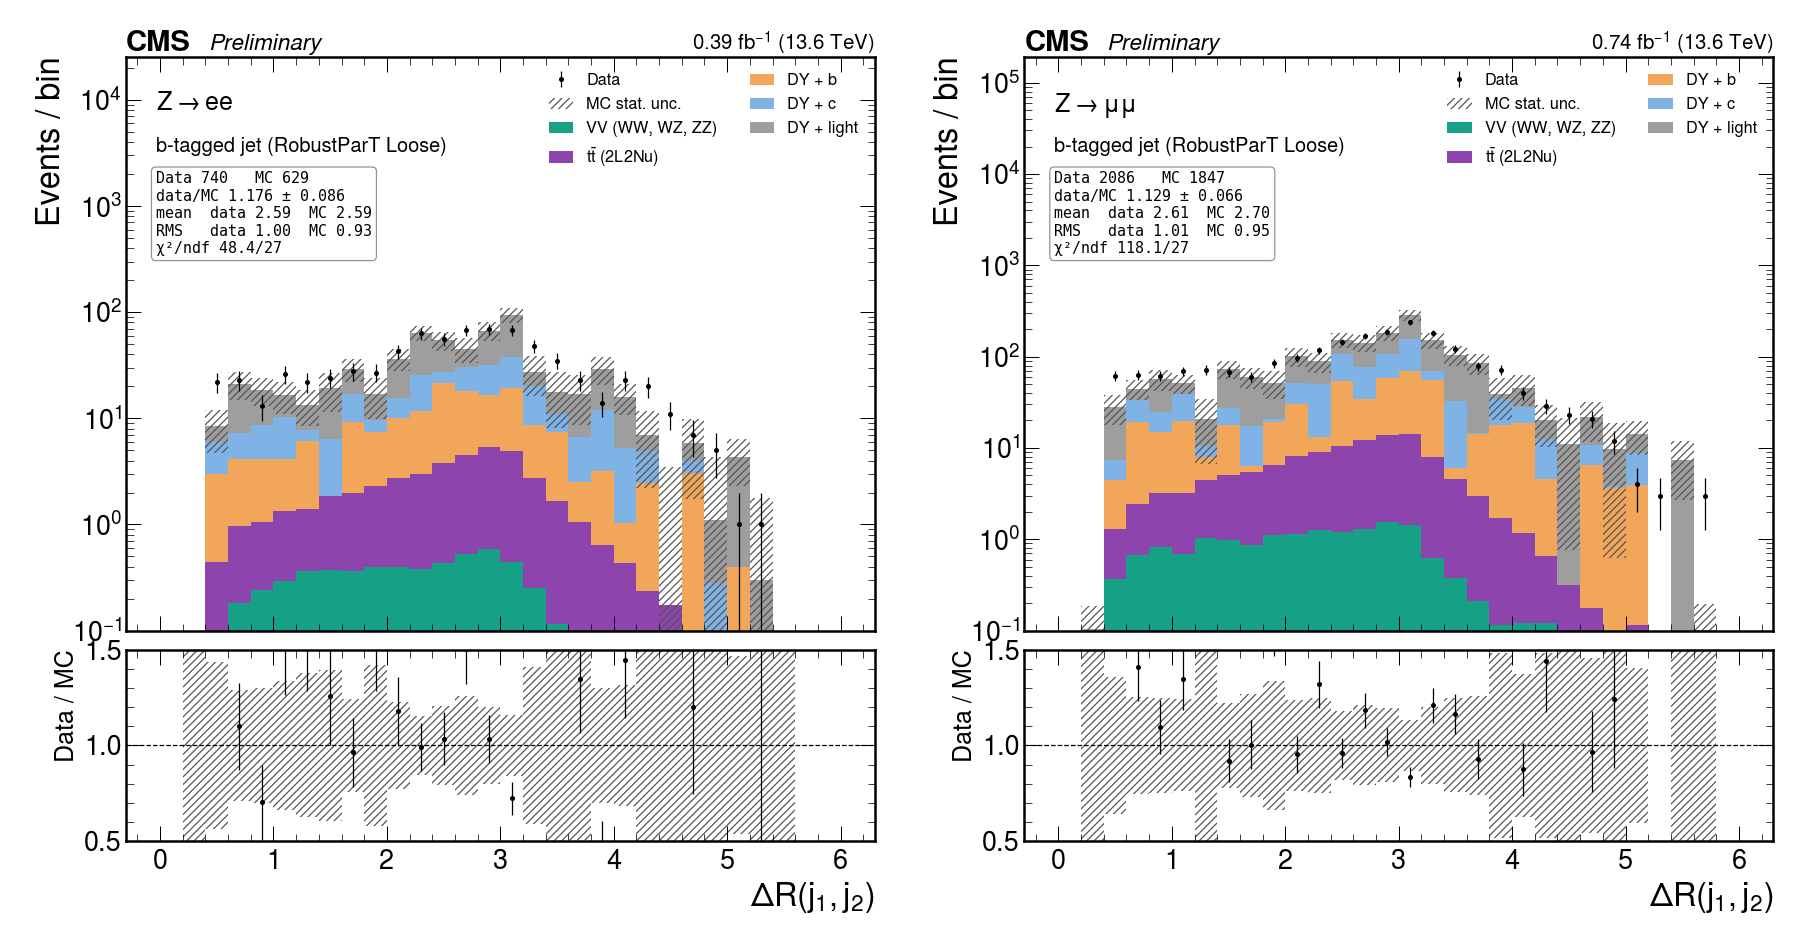 CMS Preliminary 0.39 fb⁻¹ (13.6 TeV)
Events / bin
Z→ee
b-tagged jet (RobustParT Loose)
Data 740 MC 629
data/MC 1.176 ± 0.086
mean data 2.59 MC 2.59
RMS data 1.00 MC 0.93
χ²/ndf 48.4/27
Data
MC stat. unc.
VV (WW, WZ, ZZ)
tt̄ (2L2Nu)
DY + b
DY + c
DY + light
10⁴
10³
10²
10¹
10⁰
10⁻¹
Data / MC
1.5
1.0
0.5
0 1 2 3 4 5 6
ΔR(j₁, j₂)
CMS Preliminary 0.74 fb⁻¹ (13.6 TeV)
Events / bin
Z→μμ
b-tagged jet (RobustParT Loose)
Data 2086 MC 1847
data/MC 1.129 ± 0.066
mean data 2.61 MC 2.70
RMS data 1.01 MC 0.95
χ²/ndf 118.1/27
Data
MC stat. unc.
VV (WW, WZ, ZZ)
tt̄ (2L2Nu)
DY + b
DY + c
DY + light
10⁵
10⁴
10³
10²
10¹
10⁰
10⁻¹
Data / MC
1.5
1.0
0.5
0 1 2 3 4 5 6
ΔR(j₁, j₂)